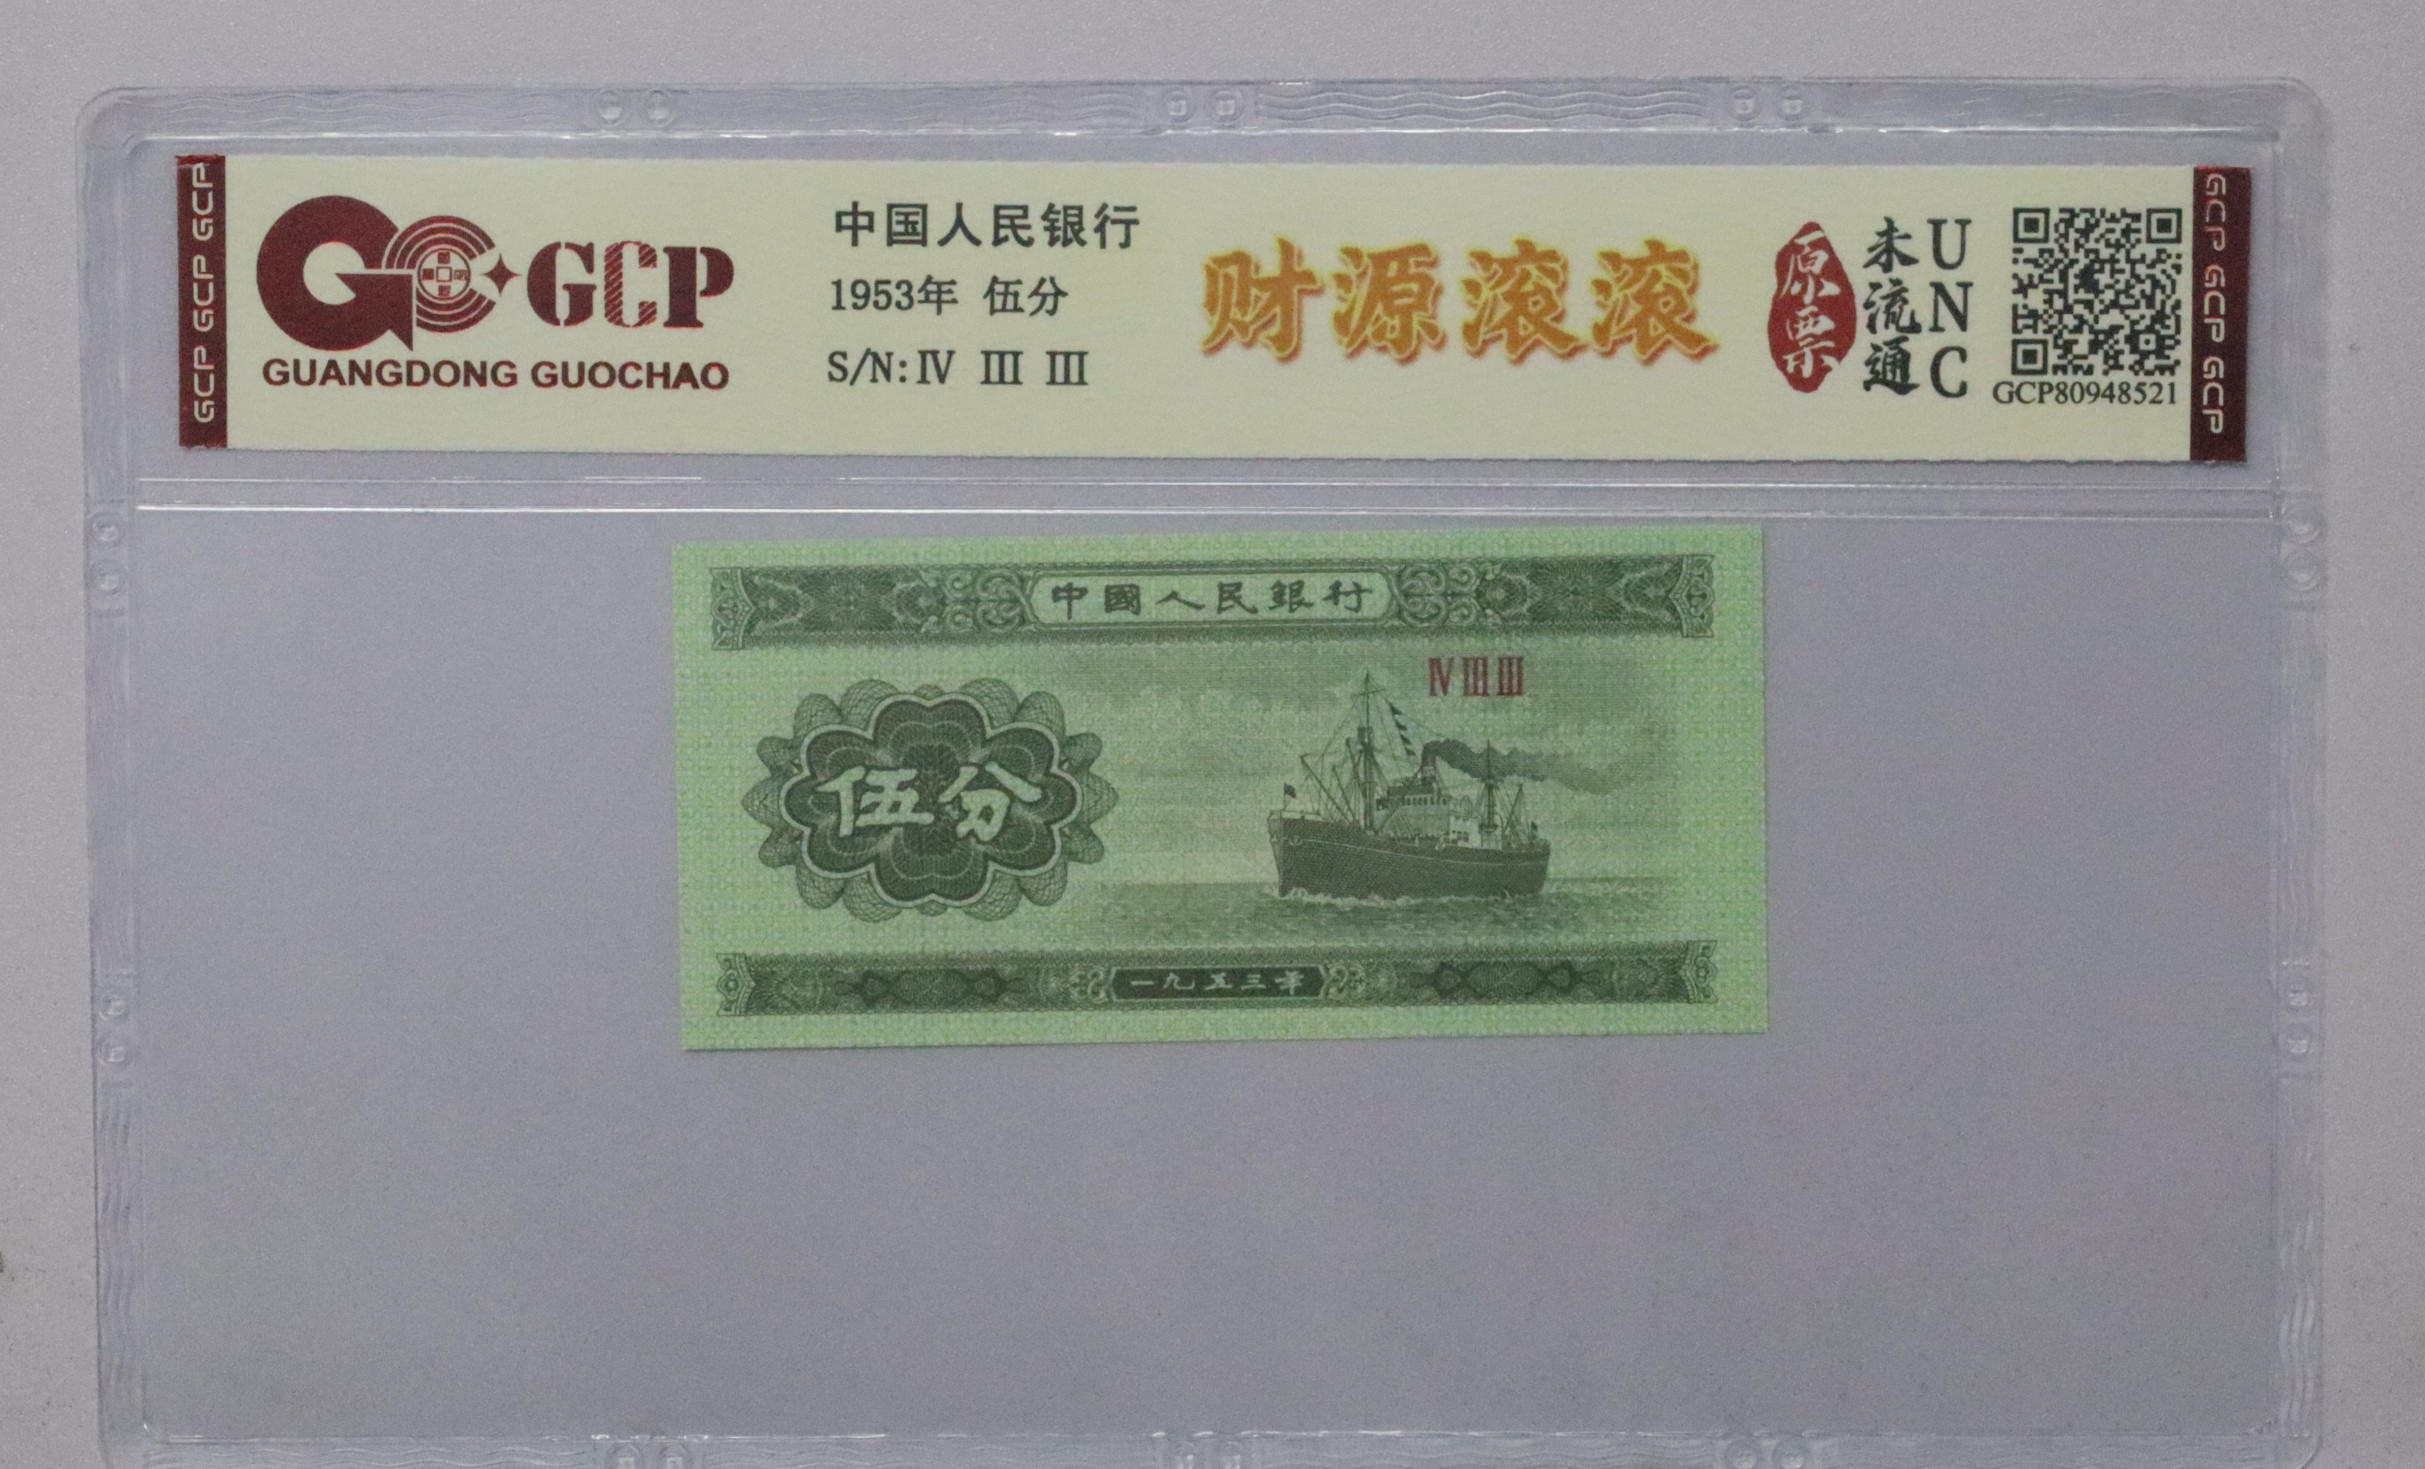 GCP GCP GCP
GCP
GUANGDONG GUOCHAO
中国人民银行
1953年 伍分
S/N: Ⅳ Ⅲ Ⅲ
财源滚滚
原票
未流通
UNC
GCP80948521
GCP GCP GCP
中國人民銀行
Ⅳ Ⅲ Ⅲ
伍分
一九五三年